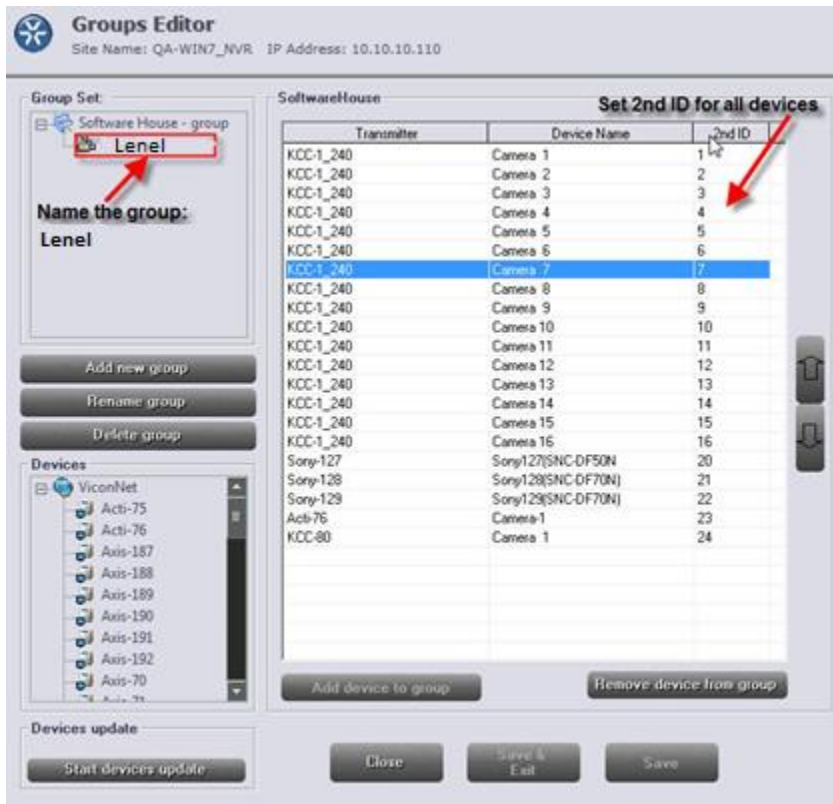 Groups Editor
Site Name: QA-WIN7_NVR IP Address: 10.10.10.110
Group Set:
Software House - group
Lenel
Name the group:
Lenel
Add new group
Rename group
Delete group
Devices
ViconNet
Acti-75
Acti-76
Axis-187
Axis-188
Axis-189
Axis-190
Axis-191
Axis-192
Axis-70
Devices update
Start devices update
SoftwareHouse
Set 2nd ID for all devices
Transmitter Device Name 2nd ID
KCC-1_240 Camera 1 1
KCC-1_240 Camera 2 2
KCC-1_240 Camera 3 3
KCC-1_240 Camera 4 4
KCC-1_240 Camera 5 5
KCC-1_240 Camera 6 6
KCC-1_240 Camera 7 7
KCC-1_240 Camera 8 8
KCC-1_240 Camera 9 9
KCC-1_240 Camera 10 10
KCC-1_240 Camera 11 11
KCC-1_240 Camera 12 12
KCC-1_240 Camera 13 13
KCC-1_240 Camera 14 14
KCC-1_240 Camera 15 15
KCC-1_240 Camera 16 16
Sony-127 Sony127(SNC-DF50N 20
Sony-128 Sony128(SNC-DF70N) 21
Sony-129 Sony129(SNC-DF70N) 22
Acti-76 Camera-1 23
KCC-80 Camera 1 24
Add device to group
Remove device from group
Close
Save & Exit
Save